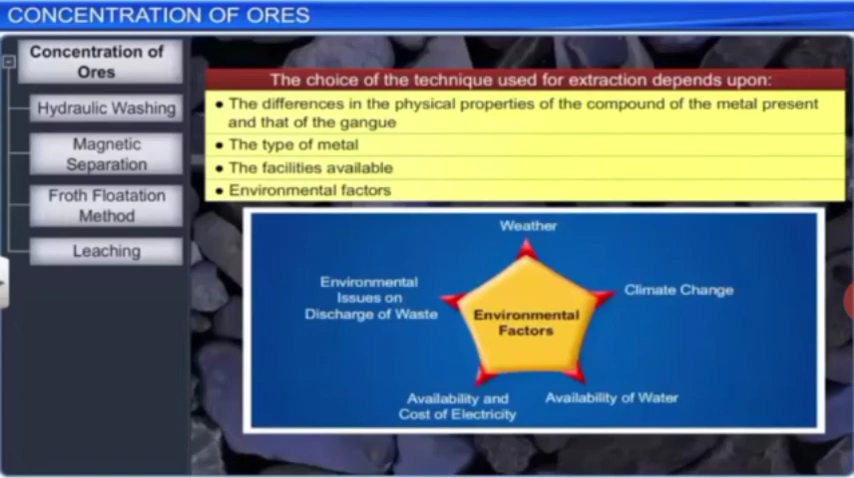 CONCENTRATION OF ORES
Concentration of
Ores
Hydraulic Washing
Magnetic
Separation
Froth Floatation
Method
Leaching
The choice of the technique used for extraction depends upon:
• The differences in the physical properties of the compound of the metal present
and that of the gangue
• The type of metal
• The facilities available
• Environmental factors
Weather
Environmental
Issues on
Discharge of Waste
Climate Change
Environmental
Factors
Availability and
Cost of Electricity
Availability of Water